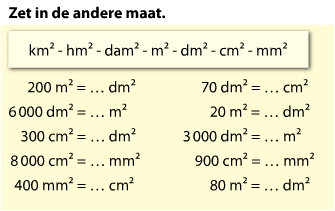 Zet in de andere maat.
km² - hm² - dam² - m² - dm² - cm² - mm²
200 m² = … dm²
6 000 dm² = … m²
300 cm² = … dm²
8 000 cm² = … mm²
400 mm² = … cm²
70 dm² = … cm²
20 m² = … dm²
3 000 dm² = … m²
900 cm² = … mm²
80 m² = … dm²